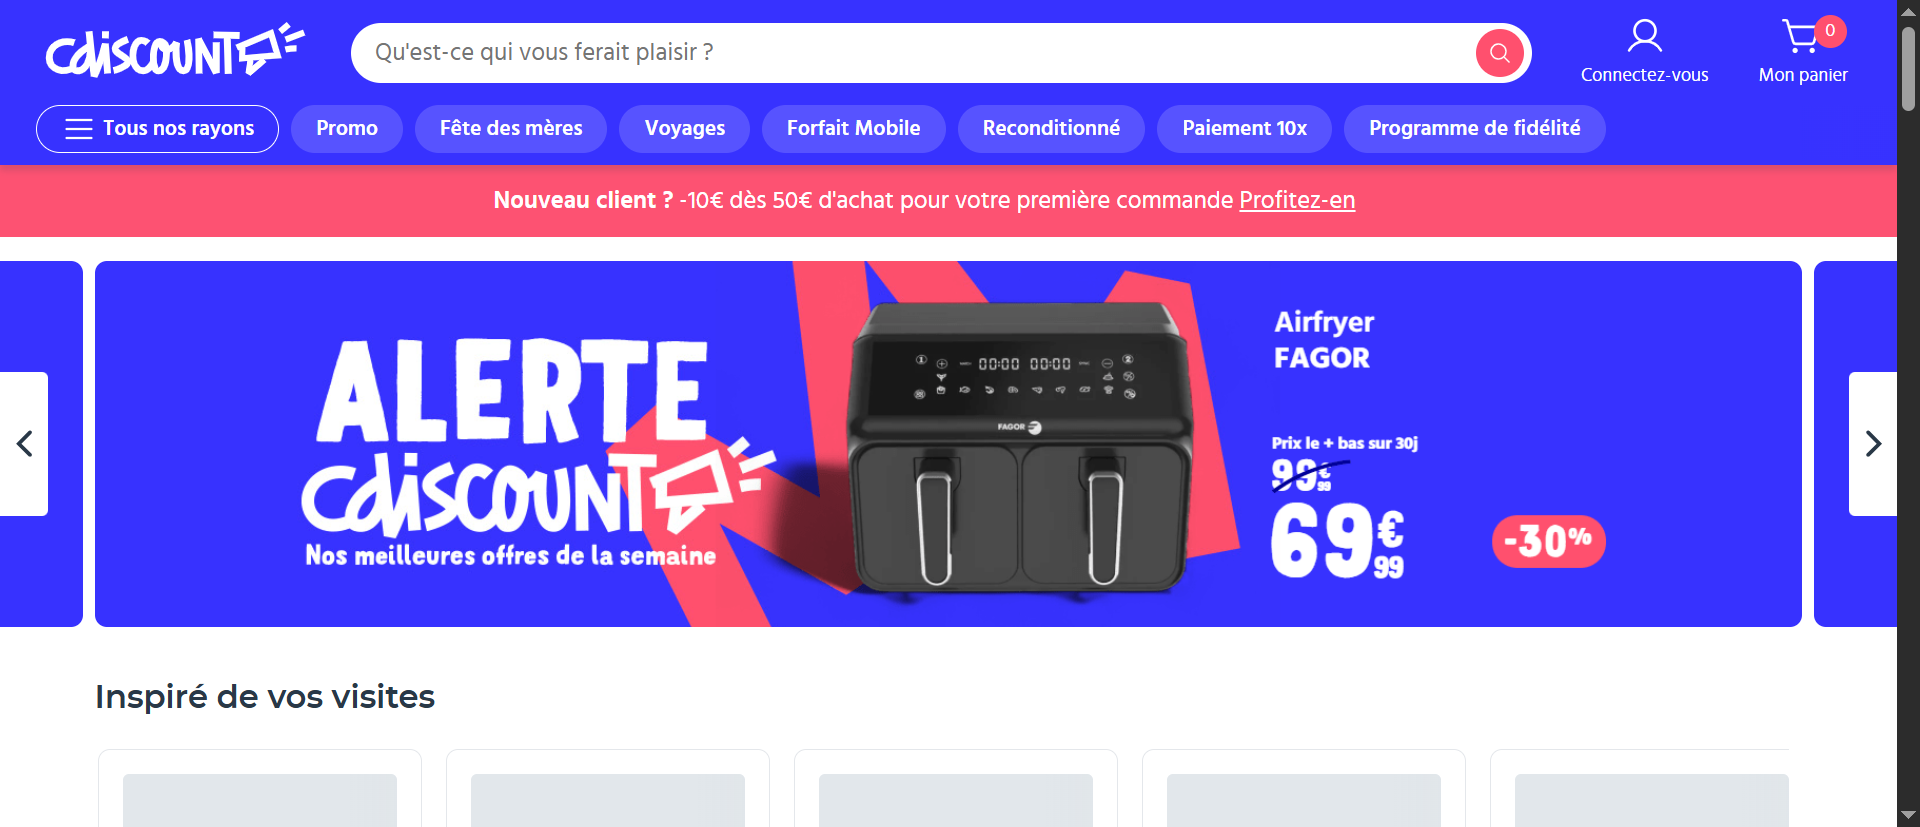 cdiscount
Qu'est-ce qui vous ferait plaisir ?
Connectez-vous
0
Mon panier
Tous nos rayons
Promo
Fête des mères
Voyages
Forfait Mobile
Reconditionné
Paiement 10x
Programme de fidélité
Nouveau client ? -10€ dès 50€ d'achat pour votre première commande Profitez-en
ALERTE
cdiscount
Nos meilleures offres de la semaine
00:00 00:00
FAGOR
Airfryer
FAGOR
Prix le + bas sur 30j
99€99
69€99
-30%
Inspiré de vos visites